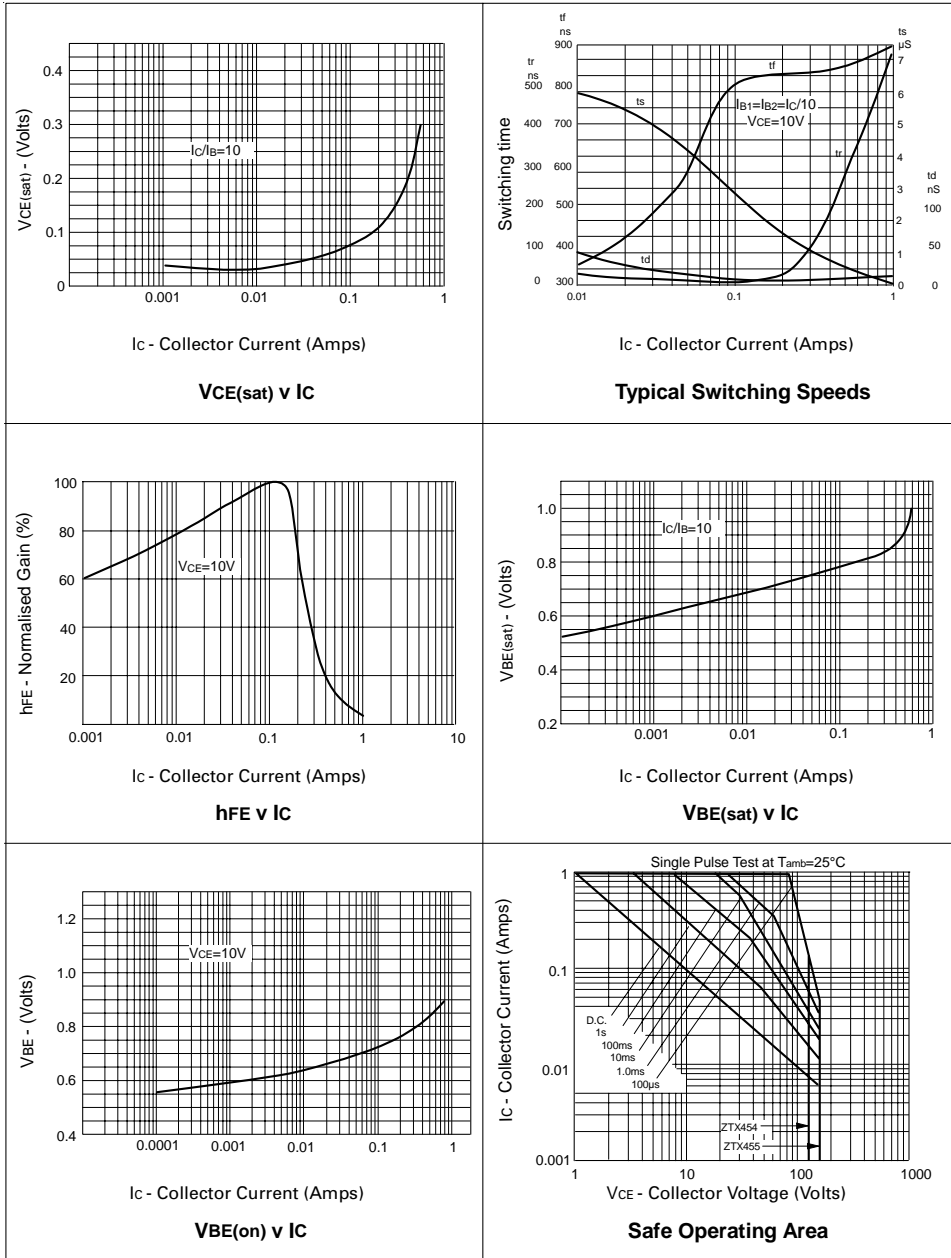 0.4
0.3
0.2
0.1
0
0.001
0.01
0.1
1
VCE(sat) - (Volts)
IC/IB=10
IC - Collector Current (Amps)
VCE(sat) v IC
tf
ns
900
800
700
600
500
400
300
tr
ns
500
400
300
200
100
0
ts
µS
7
6
5
4
3
2
1
0
td
nS
100
50
0
Switching time
tf
ts
IB1=IB2=IC/10
VCE=10V
tr
td
0.01
0.1
1
IC - Collector Current (Amps)
Typical Switching Speeds
100
80
60
40
20
0.001
0.01
0.1
1
10
hFE - Normalised Gain (%)
VCE=10V
IC - Collector Current (Amps)
hFE v IC
1.0
0.8
0.6
0.4
0.2
0.001
0.01
0.1
1
VBE(sat) - (Volts)
IC/IB=10
IC - Collector Current (Amps)
VBE(sat) v IC
1.2
1.0
0.8
0.6
0.4
0.0001
0.001
0.01
0.1
1
VBE - (Volts)
VCE=10V
IC - Collector Current (Amps)
VBE(on) v IC
Single Pulse Test at Tamb=25°C
1
0.1
0.01
0.001
1
10
100
1000
IC - Collector Current (Amps)
D.C.
1s
100ms
10ms
1.0ms
100µs
ZTX454
ZTX455
VCE - Collector Voltage (Volts)
Safe Operating Area